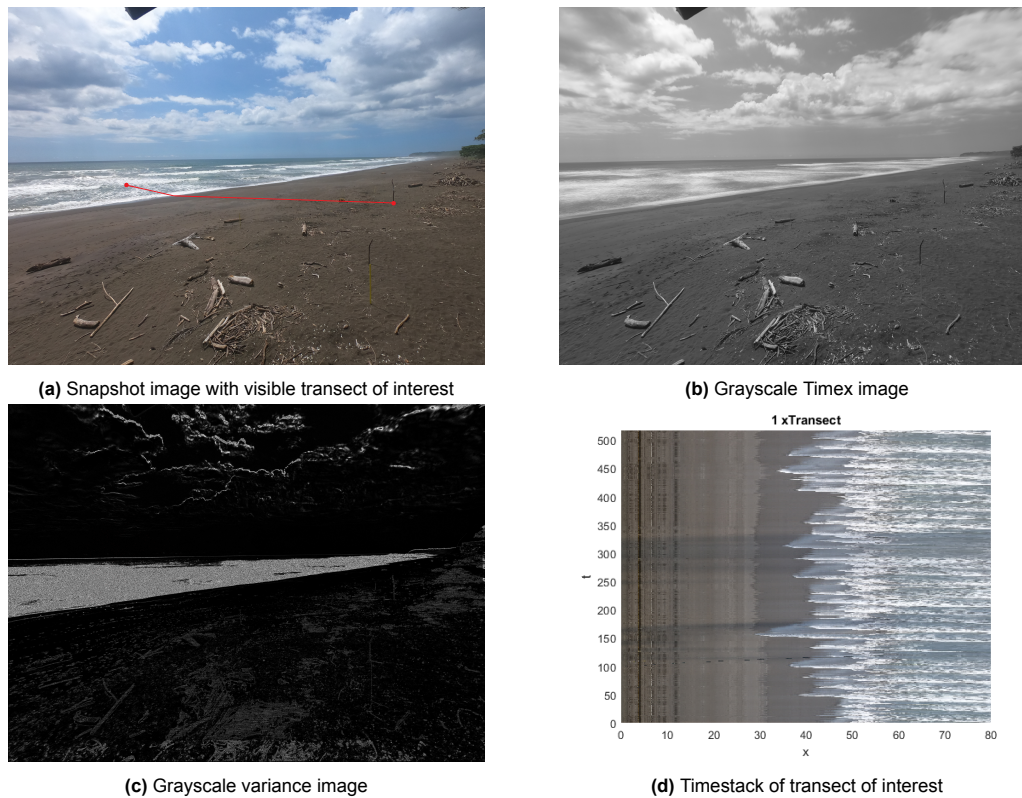 (a) Snapshot image with visible transect of interest
(b) Grayscale Timex image
1 xTransect
500
450
400
350
300
250
200
150
100
50
0
t
0 10 20 30 40 50 60 70 80
x
(c) Grayscale variance image
(d) Timestack of transect of interest